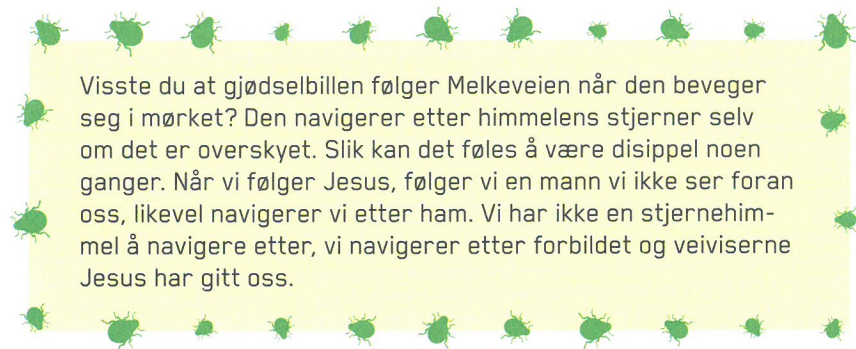 Visste du at gjødselbillen følger Melkeveien når den beveger
seg i mørket? Den navigerer etter himmelens stjerner selv
om det er overskyet. Slik kan det føles å være disippel noen
ganger. Når vi følger Jesus, følger vi en mann vi ikke ser foran
oss, likevel navigerer vi etter ham. Vi har ikke en stjernehim-
mel å navigere etter, vi navigerer etter forbildet og veiviserne
Jesus har gitt oss.